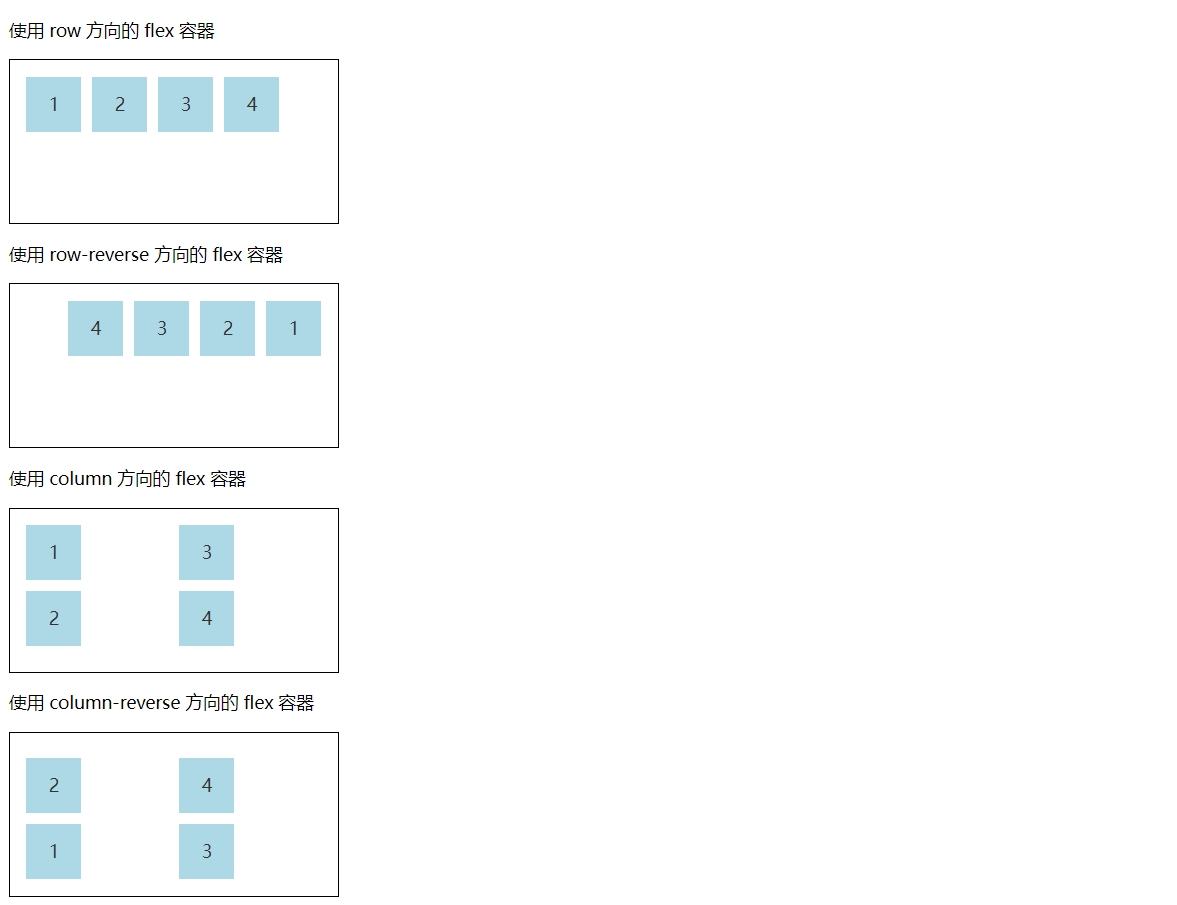 使用 row 方向的 flex 容器
1 2 3 4
使用 row-reverse 方向的 flex 容器
4 3 2 1
使用 column 方向的 flex 容器
1 3
2 4
使用 column-reverse 方向的 flex 容器
2 4
1 3